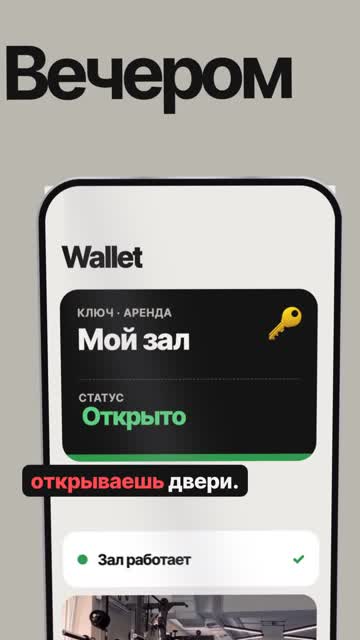 Вечером
Wallet
КЛЮЧ · АРЕНДА
Мой зал
СТАТУС
Открыто
открываешь двери.
Зал работает